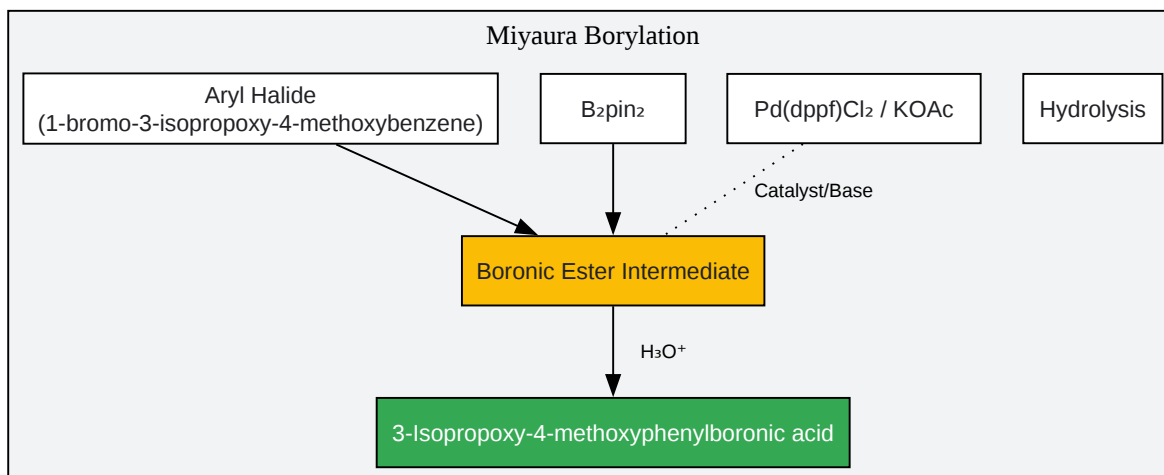 Miyaura Borylation
Aryl Halide
(1-bromo-3-isopropoxy-4-methoxybenzene)
B₂pin₂
Pd(dppf)Cl₂ / KOAc
Hydrolysis
Catalyst/Base
Boronic Ester Intermediate
H₃O⁺
3-Isopropoxy-4-methoxyphenylboronic acid